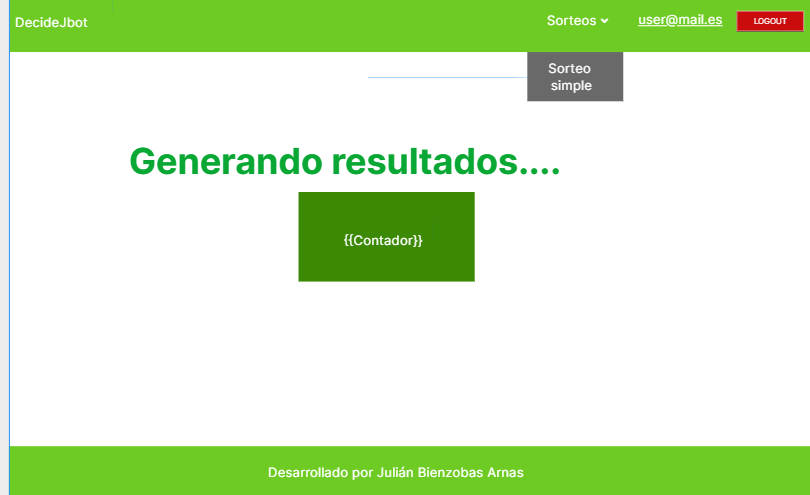 DecideJbot
Sorteos
user@mail.es
LOGOUT
Sorteo
simple
Generando resultados....
{{Contador}}
Desarrollado por Julián Bienzobas Arnas